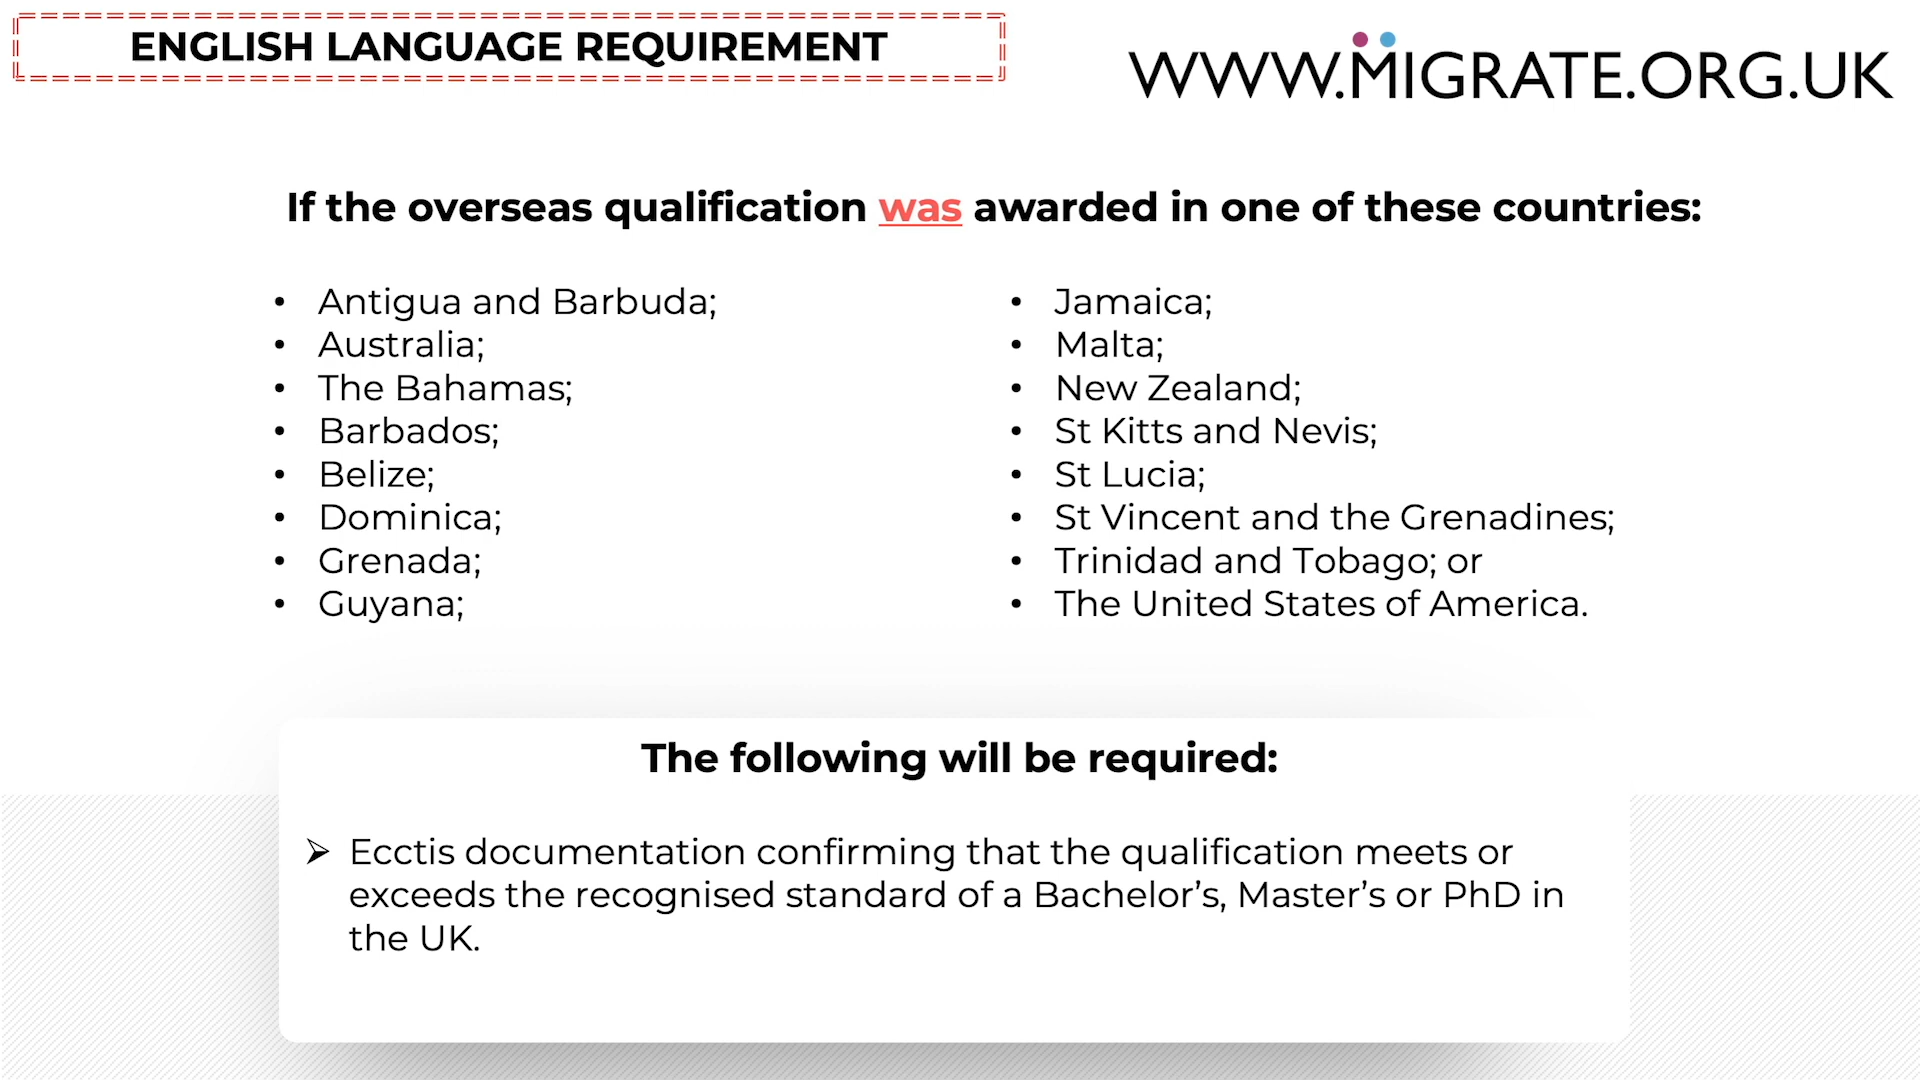 ENGLISH LANGUAGE REQUIREMENT
WWW.MIGRATE.ORG.UK
If the overseas qualification was awarded in one of these countries:
• Antigua and Barbuda;
• Australia;
• The Bahamas;
• Barbados;
• Belize;
• Dominica;
• Grenada;
• Guyana;
• Jamaica;
• Malta;
• New Zealand;
• St Kitts and Nevis;
• St Lucia;
• St Vincent and the Grenadines;
• Trinidad and Tobago; or
• The United States of America.
The following will be required:
➢ Ecctis documentation confirming that the qualification meets or
exceeds the recognised standard of a Bachelor’s, Master’s or PhD in
the UK.